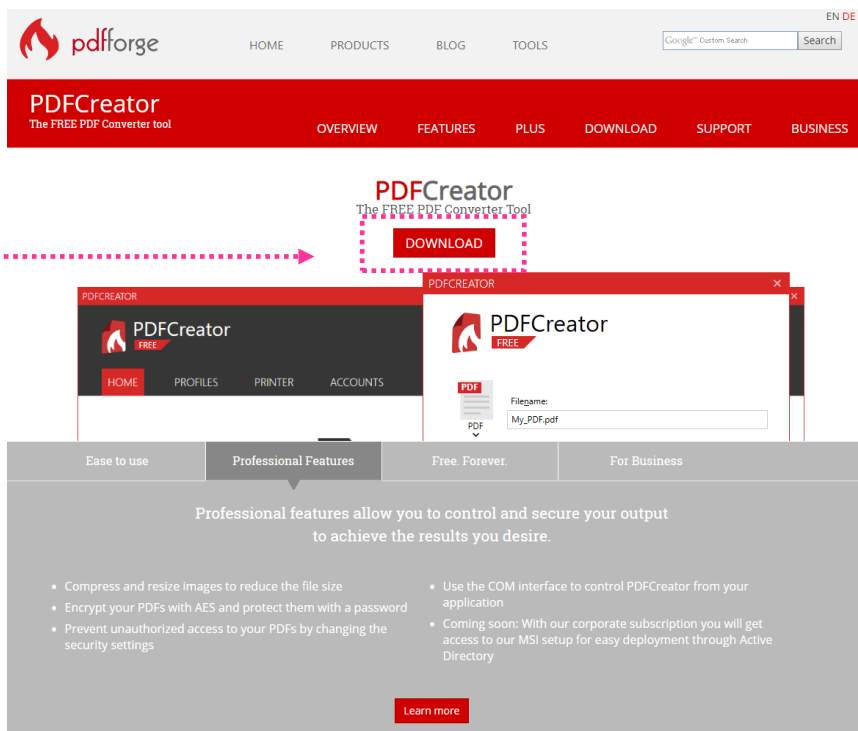 EN DE
pdfforge
HOME PRODUCTS BLOG TOOLS
Google™ Custom Search Search
PDFCreator
The FREE PDF Converter tool
OVERVIEW FEATURES PLUS DOWNLOAD SUPPORT BUSINESS
PDFCreator
The FREE PDF Converter Tool
DOWNLOAD
PDFCREATOR
PDFCreator
FREE
HOME PROFILES PRINTER ACCOUNTS
PDFCREATOR
PDFCreator
FREE
PDF
PDF
Filename:
My_PDF.pdf
Ease to use Professional Features Free. Forever. For Business
Professional features allow you to control and secure your output
to achieve the results you desire.
Compress and resize images to reduce the file size
Encrypt your PDFs with AES and protect them with a password
Prevent unauthorized access to your PDFs by changing the
security settings
Use the COM interface to control PDFCreator from your
application
Coming soon: With our corporate subscription you will get
access to our MSI setup for easy deployment through Active
Directory
Learn more